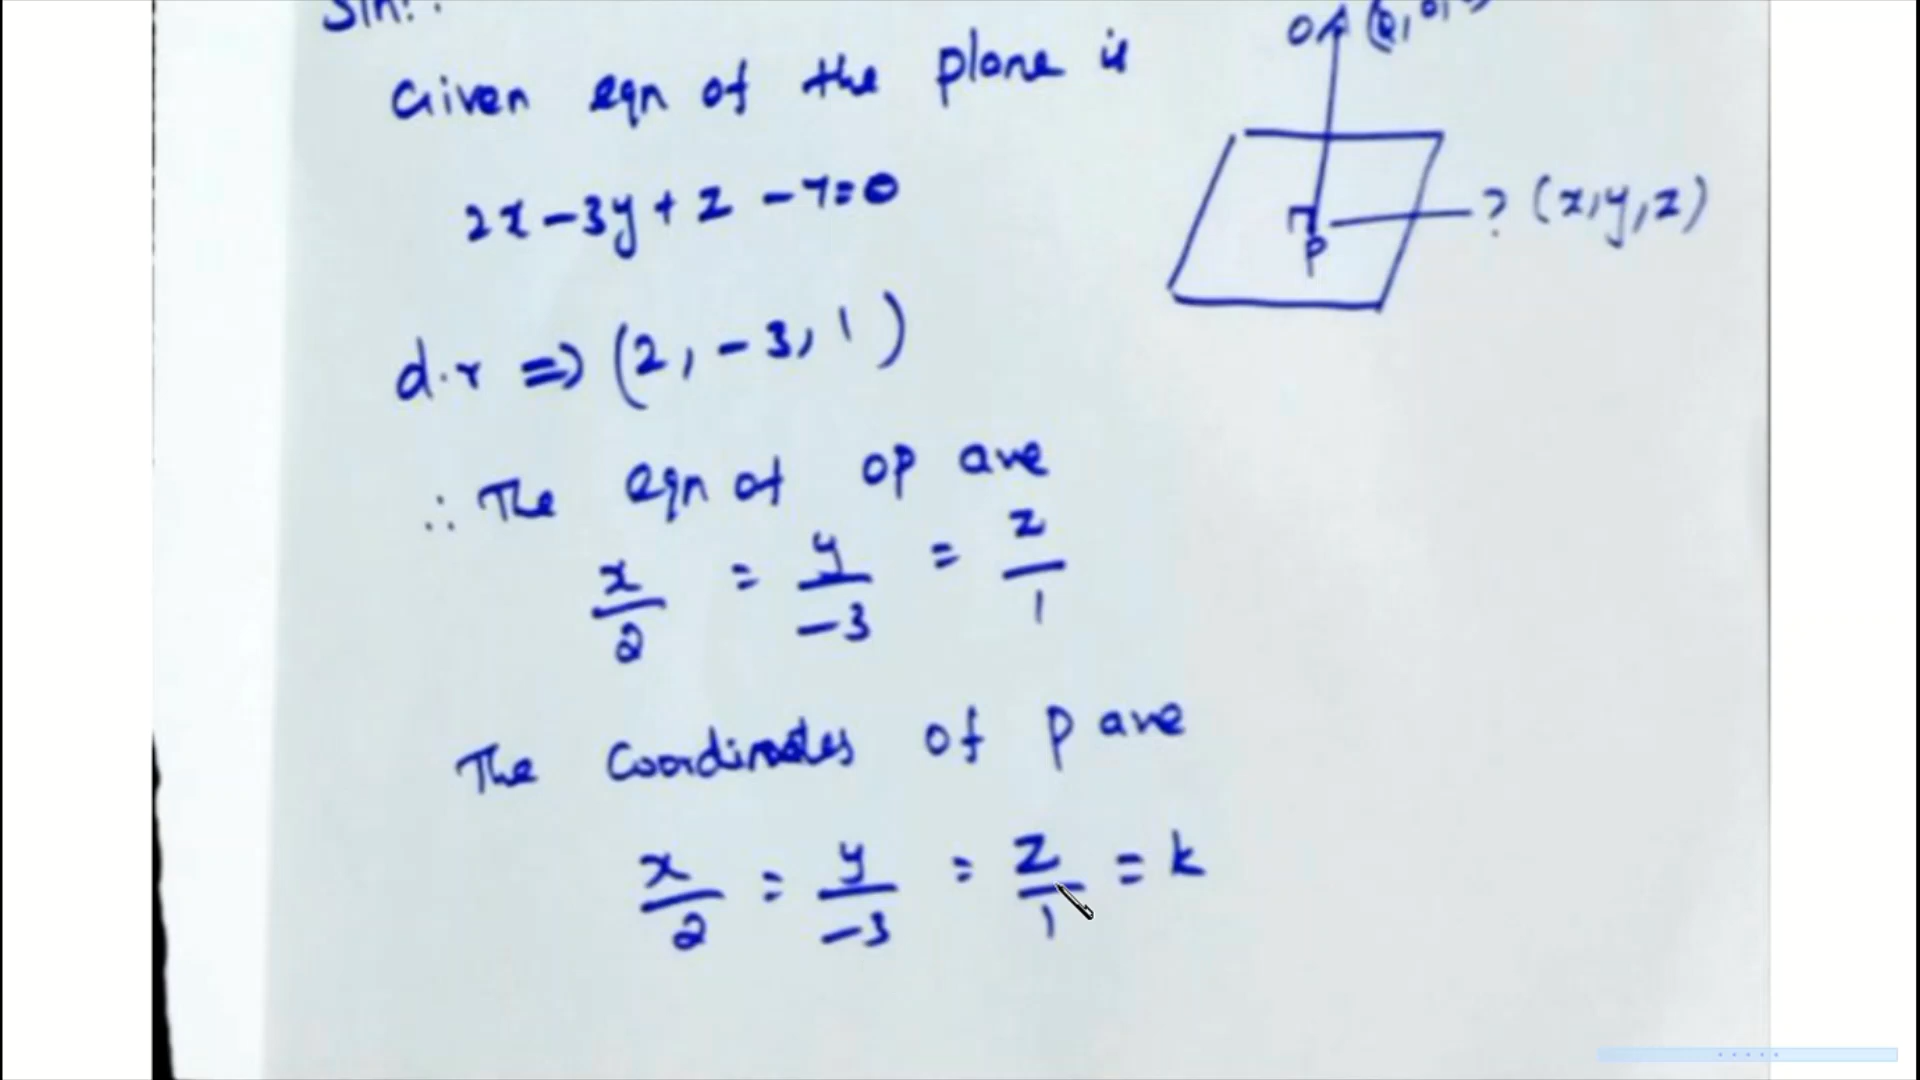 Sln:
Given eqn of the plane is
2x - 3y + z - 7 = 0
d.r => (2, -3, 1)
∴ The eqn of OP are
x/2 = y/-3 = z/1
The Coordinates of P are
x/2 = y/-3 = z/1 = k
O
P
? (x, y, z)